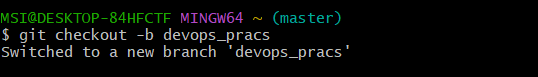 MSI@DESKTOP-84HFCTF MINGW64 ~ (master)
$ git checkout -b devops_pracs
Switched to a new branch 'devops_pracs'